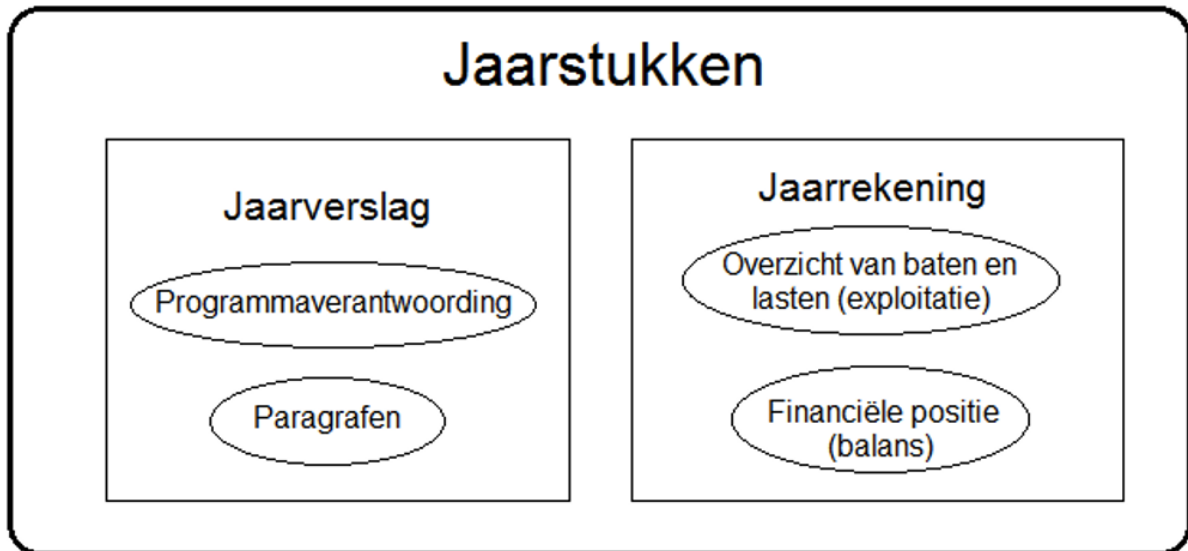 Jaarstukken
Jaarverslag
Programmaverantwoording
Paragrafen
Jaarrekening
Overzicht van baten en
lasten (exploitatie)
Financiële positie
(balans)